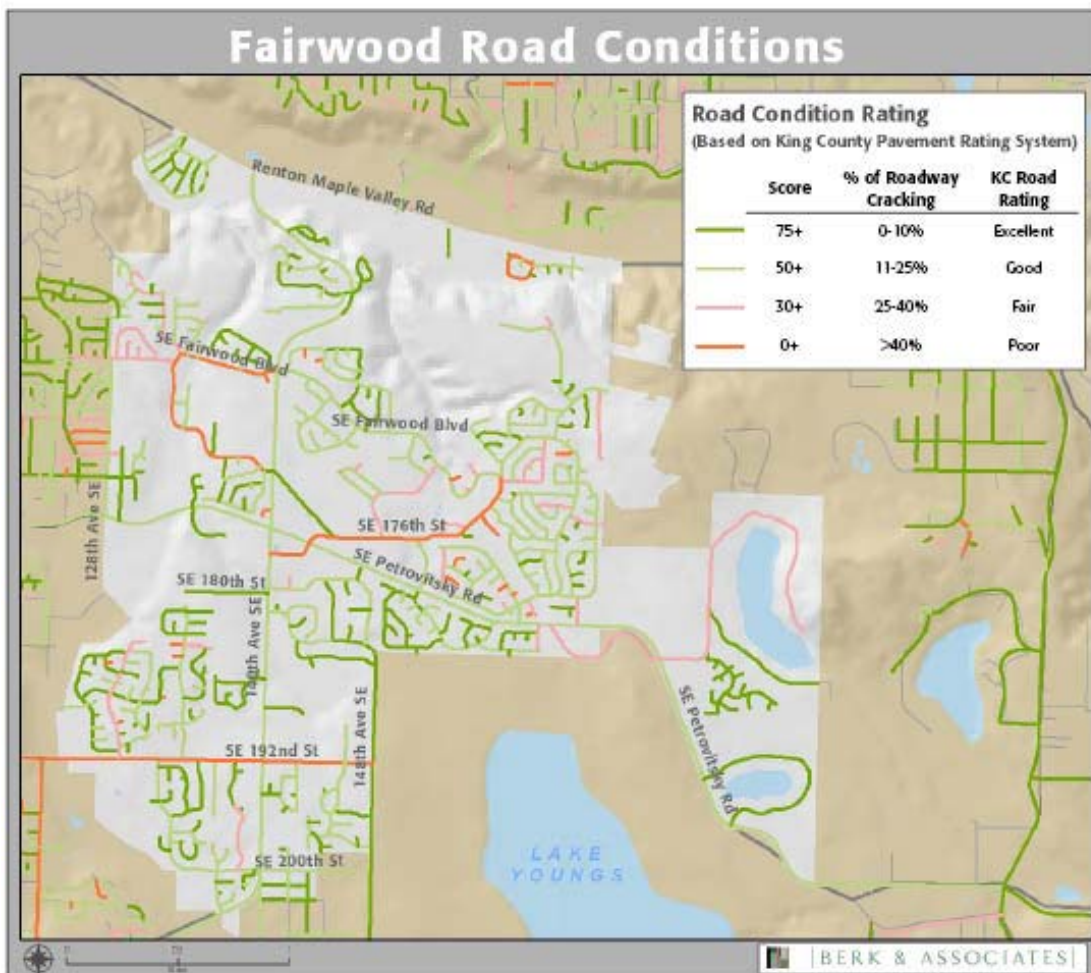 Fairwood Road Conditions
Road Condition Rating
(Based on King County Pavement Rating System)
Score % of Roadway Cracking KC Road Rating
75+ 0-10% Excellent
50+ 11-25% Good
30+ 25-40% Fair
0+ >40% Poor
Renton Maple Valley Rd
SE Fairwood Blvd
SE Fairwood Blvd
128th Ave SE
SE 176th St
SE Petrovitsky Rd
SE 180th St
140th Ave SE
148th Ave SE
SE 192nd St
SE Petrovitsky Rd
SE 200th St
LAKE
YOUNGS
BERK & ASSOCIATES